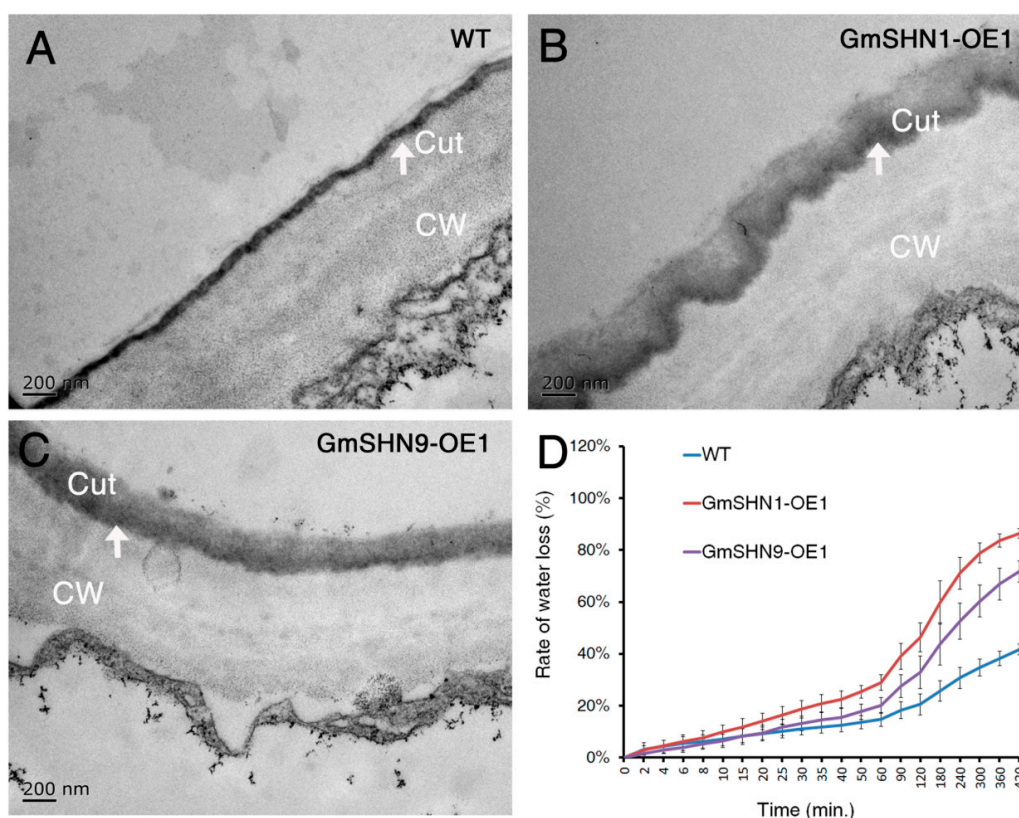 A
WT
Cut
CW
200 nm
B
GmSHN1-OE1
Cut
CW
200 nm
C
GmSHN9-OE1
Cut
CW
200 nm
D
WT
GmSHN1-OE1
GmSHN9-OE1
Rate of water loss (%)
120%
100%
80%
60%
40%
20%
0%
0 2 4 6 8 10 15 20 25 30 35 40 50 60 90 120 180 240 300 360 420
Time (min.)